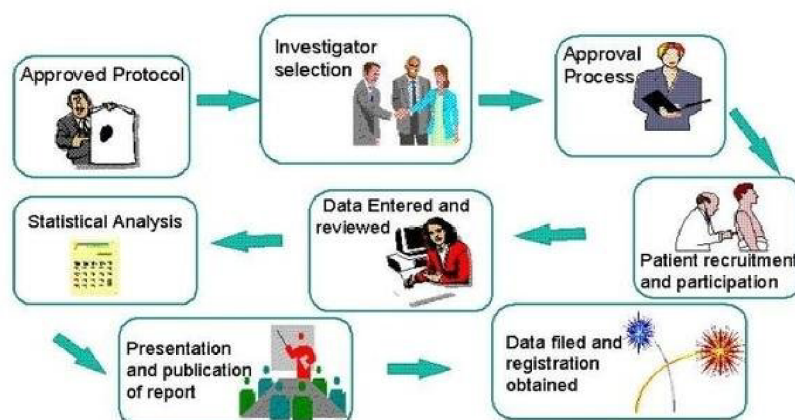 Approved Protocol
Investigator
selection
Approval
Process
Patient recruitment
and participation
Data Entered and
reviewed
Statistical Analysis
Presentation
and publication
of report
Data filed and
registration
obtained